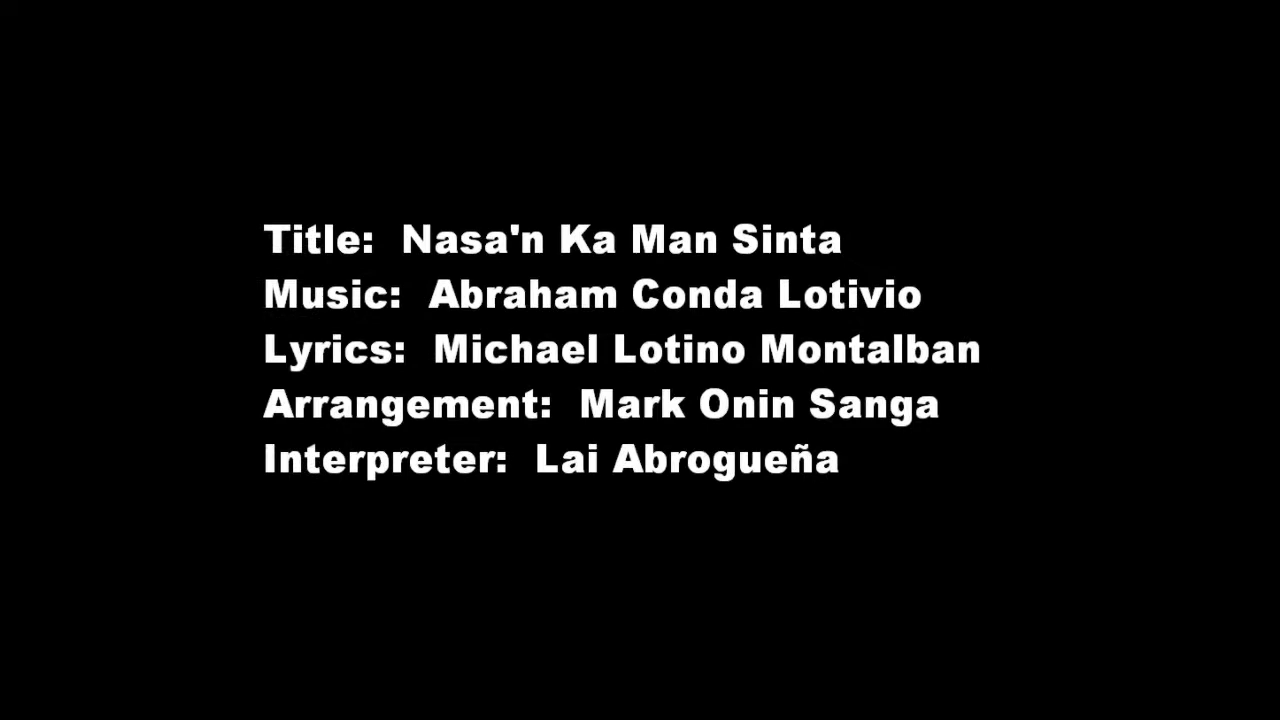 Title: Nasa'n Ka Man Sinta
Music: Abraham Conda Lotivio
Lyrics: Michael Lotino Montalban
Arrangement: Mark Onin Sanga
Interpreter: Lai Abrogueña